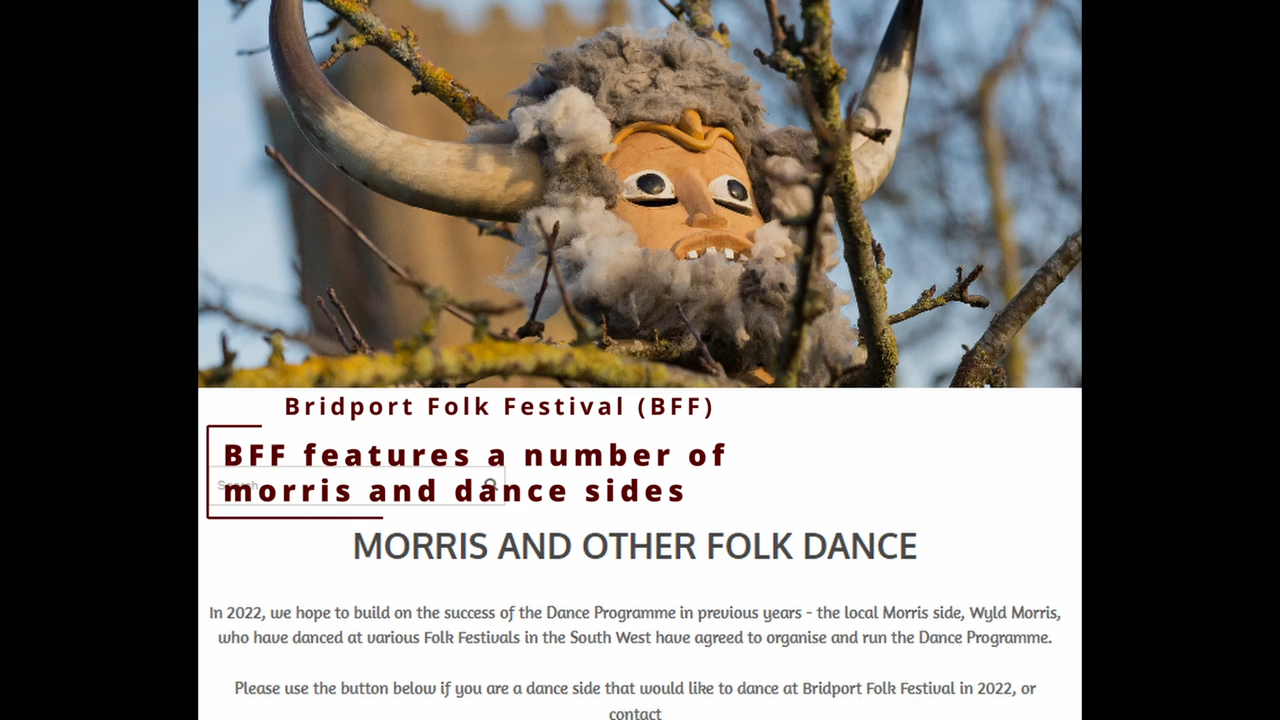 Bridport Folk Festival (BFF)
BFF features a number of
Search
morris and dance sides
MORRIS AND OTHER FOLK DANCE
In 2022, we hope to build on the success of the Dance Programme in previous years - the local Morris side, Wyld Morris,
who have danced at various Folk Festivals in the South West have agreed to organise and run the Dance Programme.
Please use the button below if you are a dance side that would like to dance at Bridport Folk Festival in 2022, or
contact